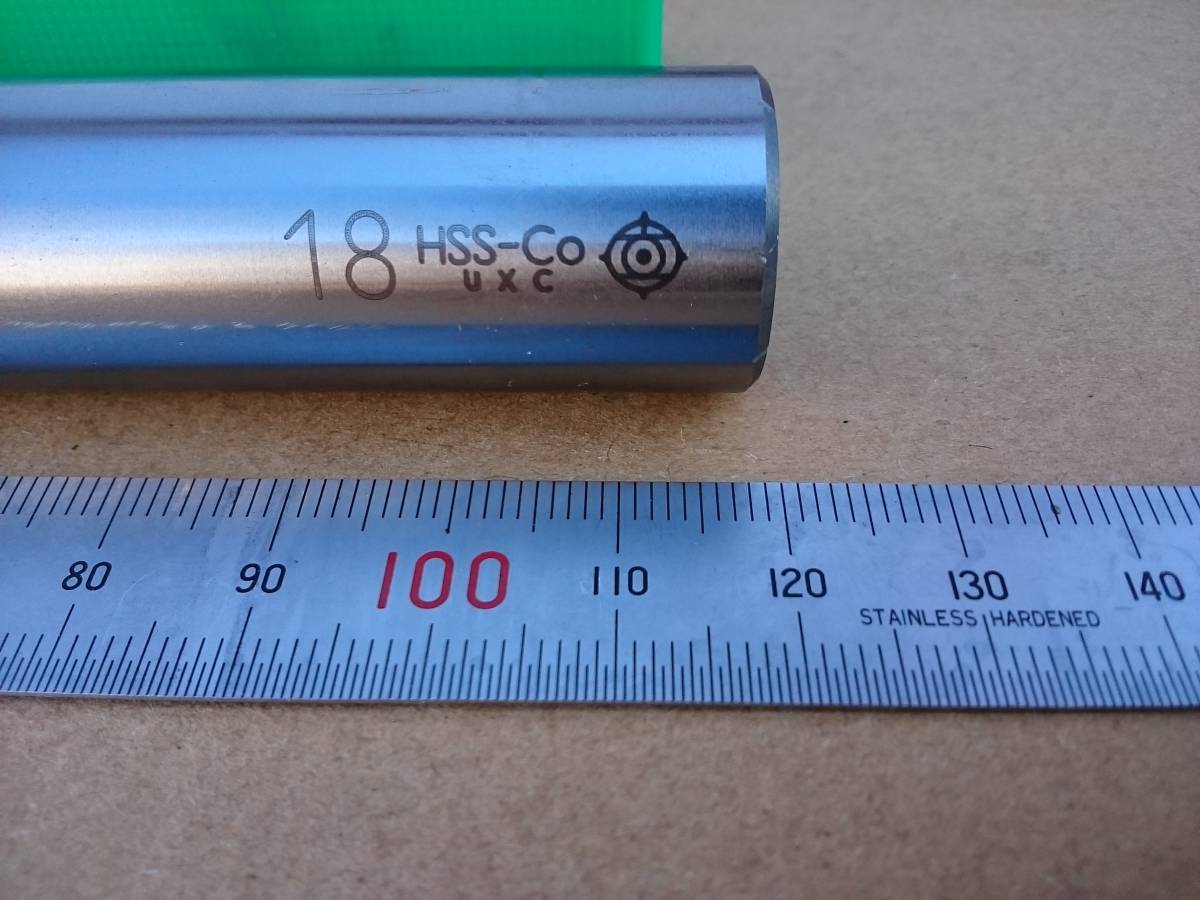 18 HSS-Co
UXC
80 90 100 110 120 130 140
STAINLESS HARDENED